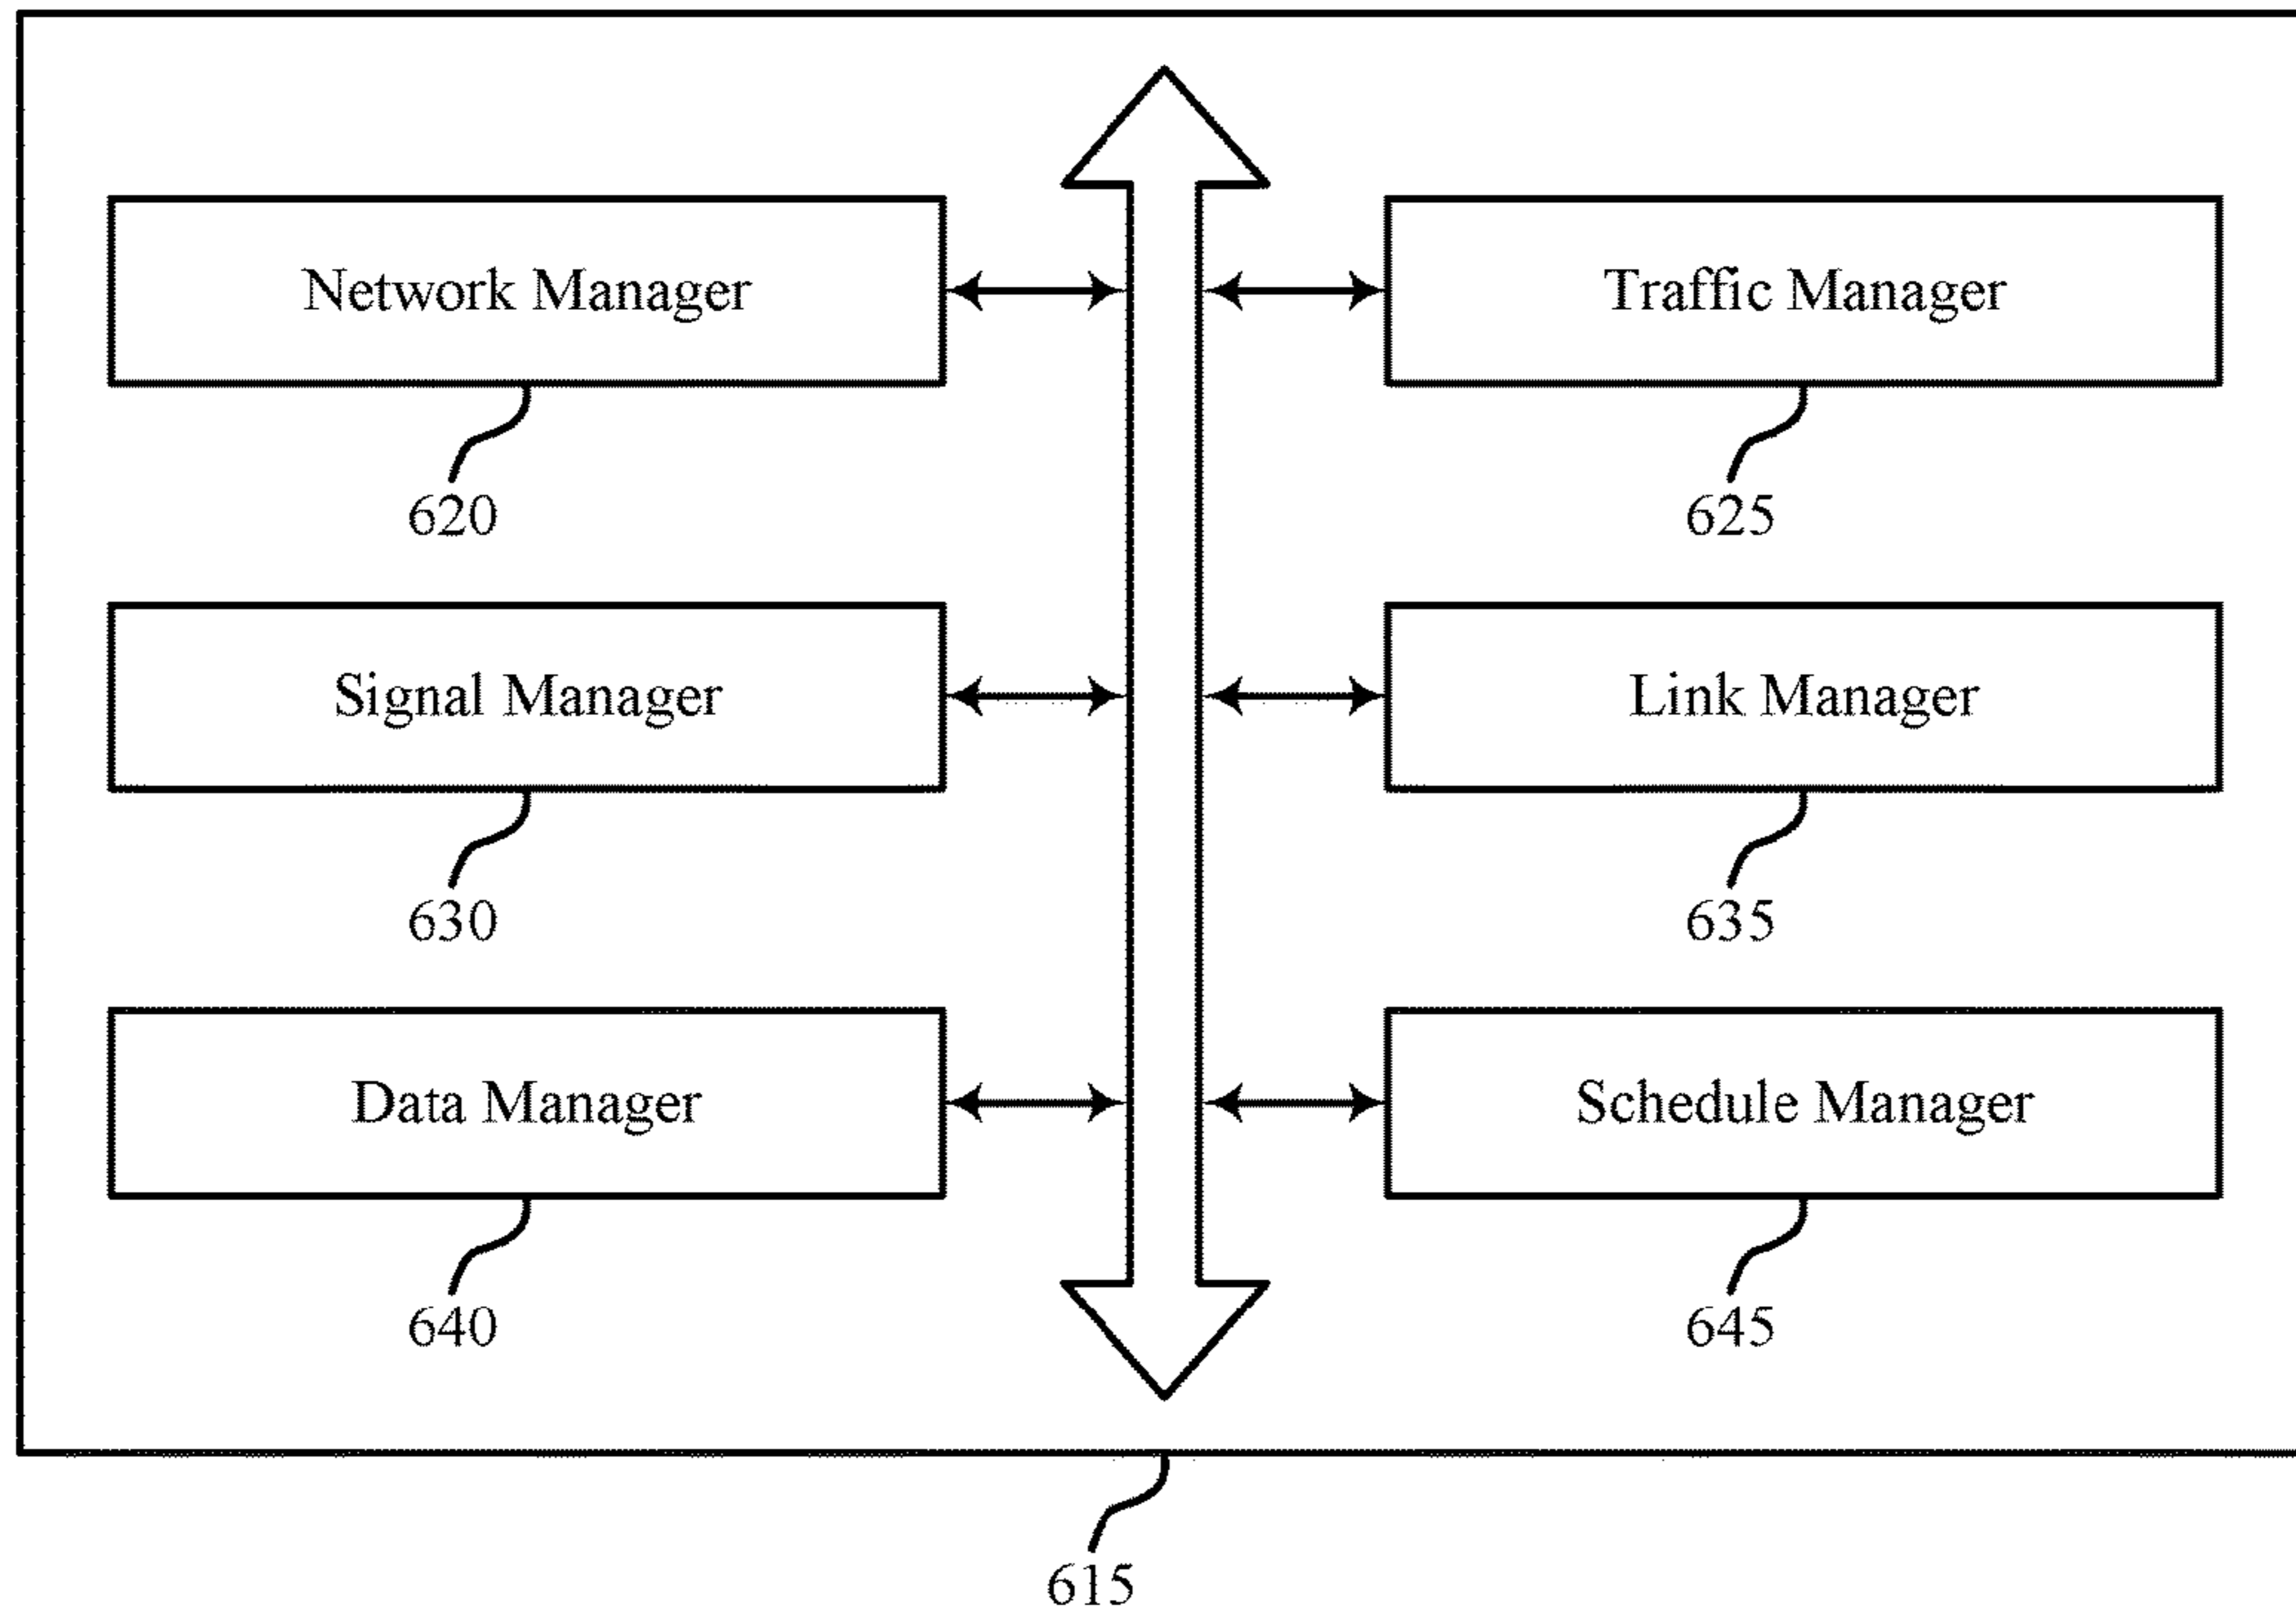 Network Manager
Traffic Manager
620
625
Signal Manager
Link Manager
630
635
Data Manager
Schedule Manager
640
645
615